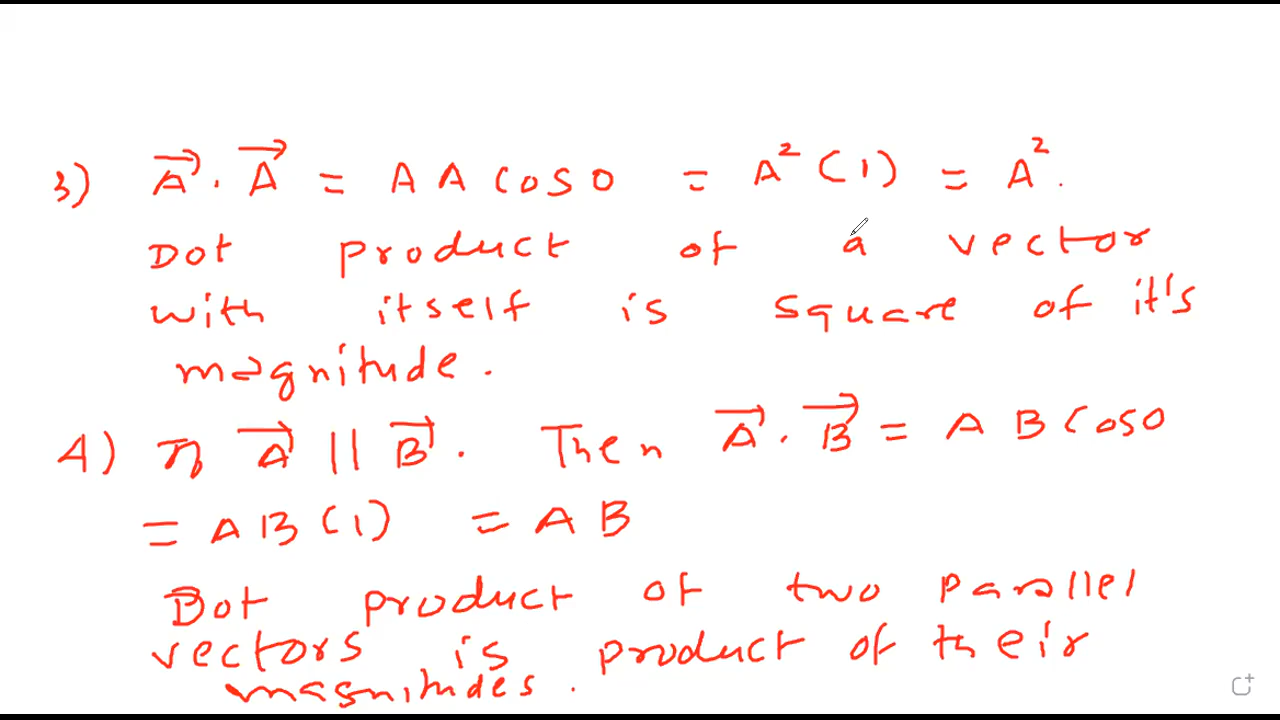 3) A⃗ . A⃗ = A A cos 0 = A² (1) = A².
Dot product of a vector
with itself is square of it's
magnitude.
4) If A⃗ || B⃗ . Then A⃗ . B⃗ = A B cos 0
= A B (1) = A B
Bot product of two parallel
vectors is product of their
magnitudes.